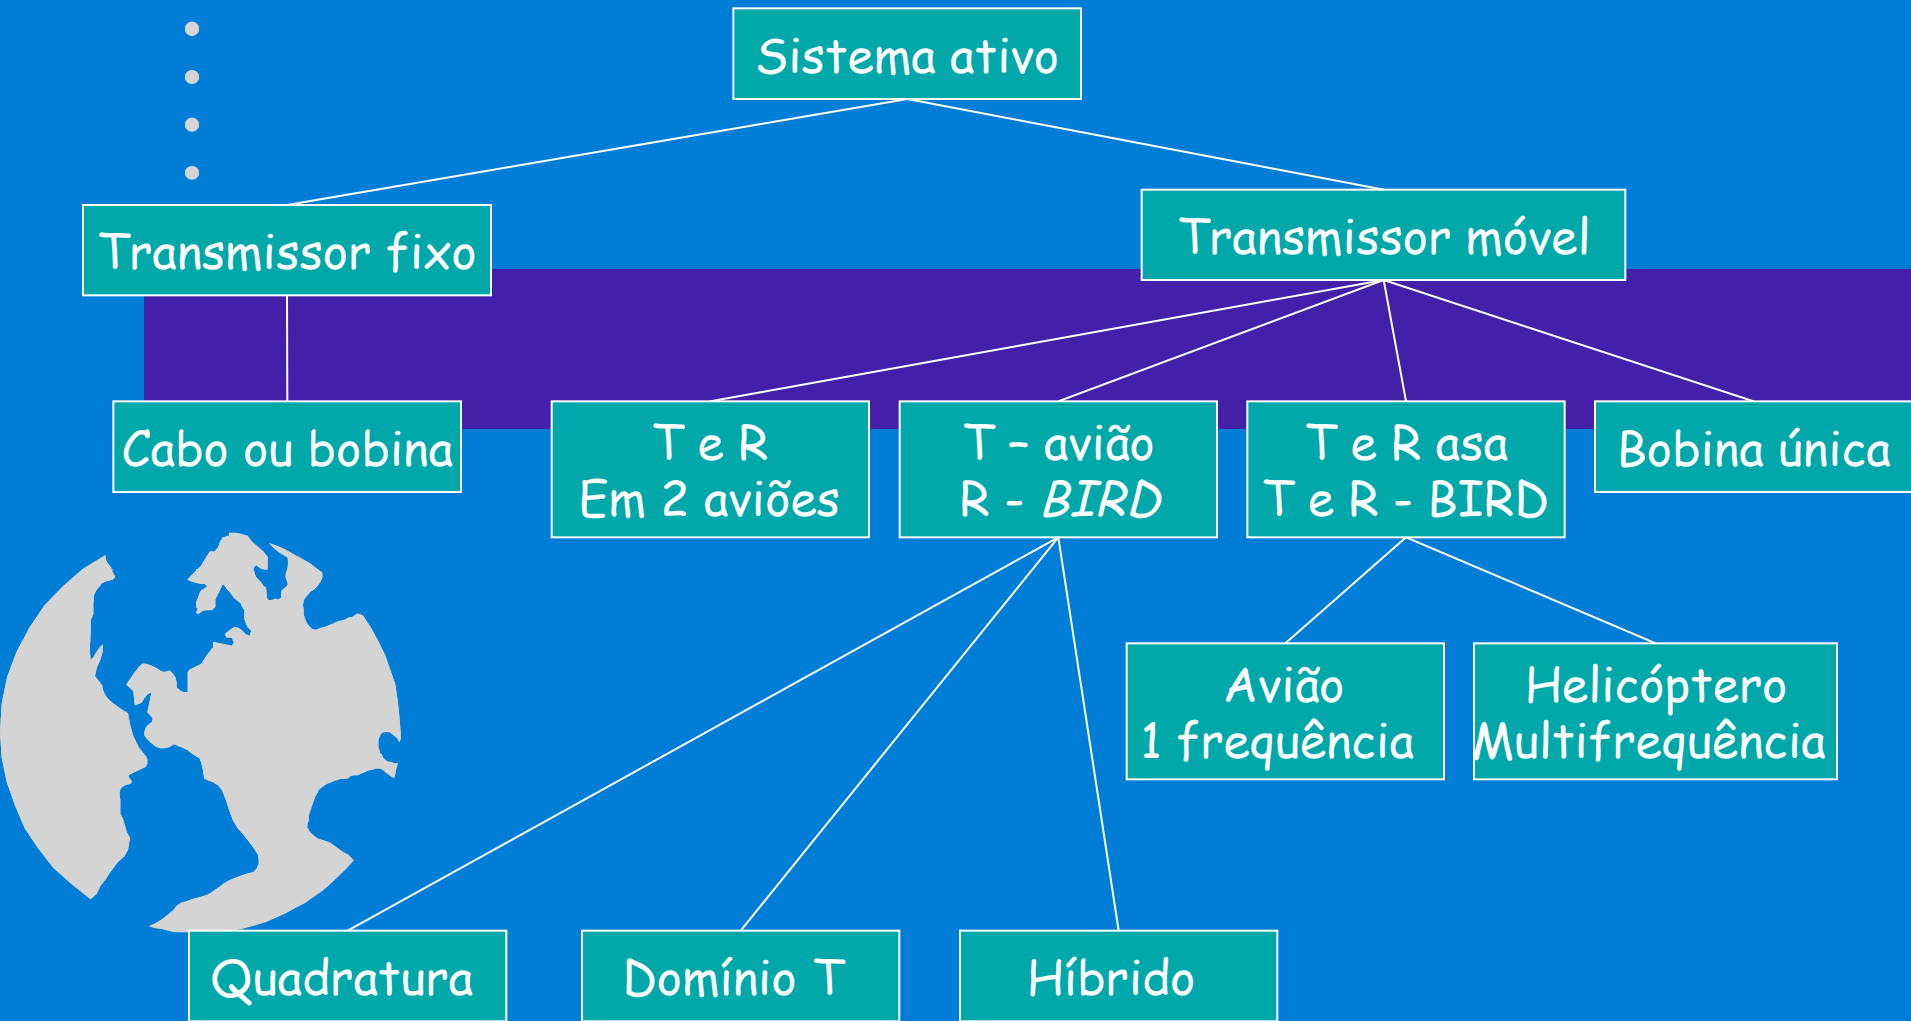 Sistema ativo
Transmissor fixo
Transmissor móvel
Cabo ou bobina
T e R
Em 2 aviões
T – avião
R - BIRD
T e R asa
T e R - BIRD
Bobina única
Avião
1 frequência
Helicóptero
Multifrequência
Quadratura
Domínio T
Híbrido